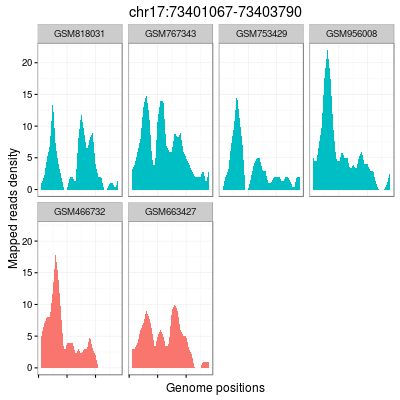 chr17:73401067-73403790
GSM818031 GSM767343 GSM753429 GSM956008
20
15
10
5
0
GSM466732 GSM663427
20
15
10
5
0
Mapped reads density
Genome positions